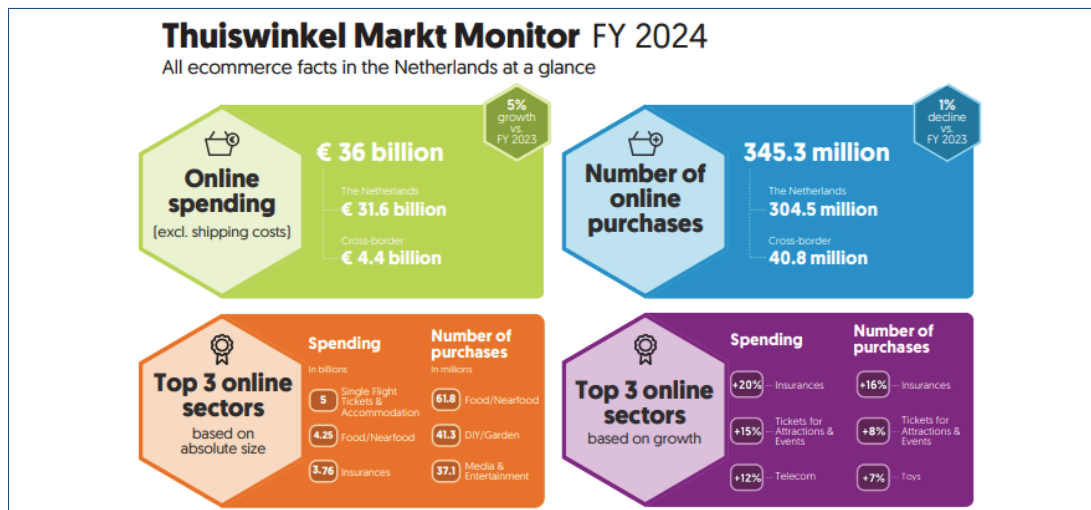 Thuiswinkel Markt Monitor FY 2024
All ecommerce facts in the Netherlands at a glance
Online
spending
(excl. shipping costs)
€ 36 billion
The Netherlands
€ 31.6 billion
Cross-border
€ 4.4 billion
5%
growth
vs.
FY 2023
Number of
online
purchases
345.3 million
The Netherlands
304.5 million
Cross-border
40.8 million
1%
decline
vs.
FY 2023
Top 3 online
sectors
based on
absolute size
Spending
In billions
5 Single Flight
Tickets &
Accommodation
4.25 Food/Nearfood
3.76 Insurances
Number of
purchases
In millions
61.8 Food/Nearfood
41.3 DIY/Garden
37.1 Media &
Entertainment
Top 3 online
sectors
based on growth
Spending
+20% Insurances
+15% Tickets for
Attractions &
Events
+12% Telecom
Number of
purchases
+16% Insurances
+8% Tickets for
Attractions &
Events
+7% Toys